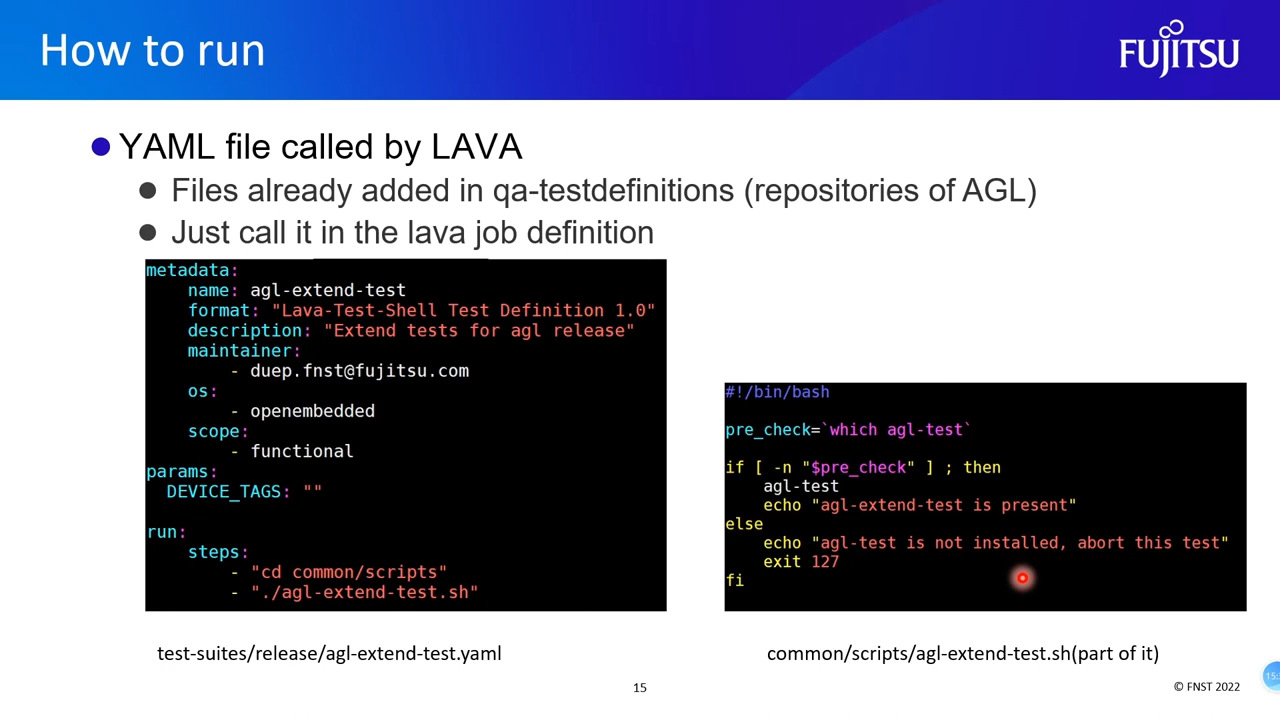 How to run
FUJITSU
YAML file called by LAVA
Files already added in qa-testdefinitions (repositories of AGL)
Just call it in the lava job definition
metadata:
    name: agl-extend-test
    format: "Lava-Test-Shell Test Definition 1.0"
    description: "Extend tests for agl release"
    maintainer:
        - duep.fnst@fujitsu.com
    os:
        - openembedded
    scope:
        - functional
params:
  DEVICE_TAGS: ""
run:
    steps:
        - "cd common/scripts"
        - "./agl-extend-test.sh"
#!/bin/bash
pre_check=`which agl-test`
if [ -n "$pre_check" ] ; then
    agl-test
    echo "agl-extend-test is present"
else
    echo "agl-test is not installed, abort this test"
    exit 127
fi
test-suites/release/agl-extend-test.yaml
common/scripts/agl-extend-test.sh(part of it)
15
© FNST 2022